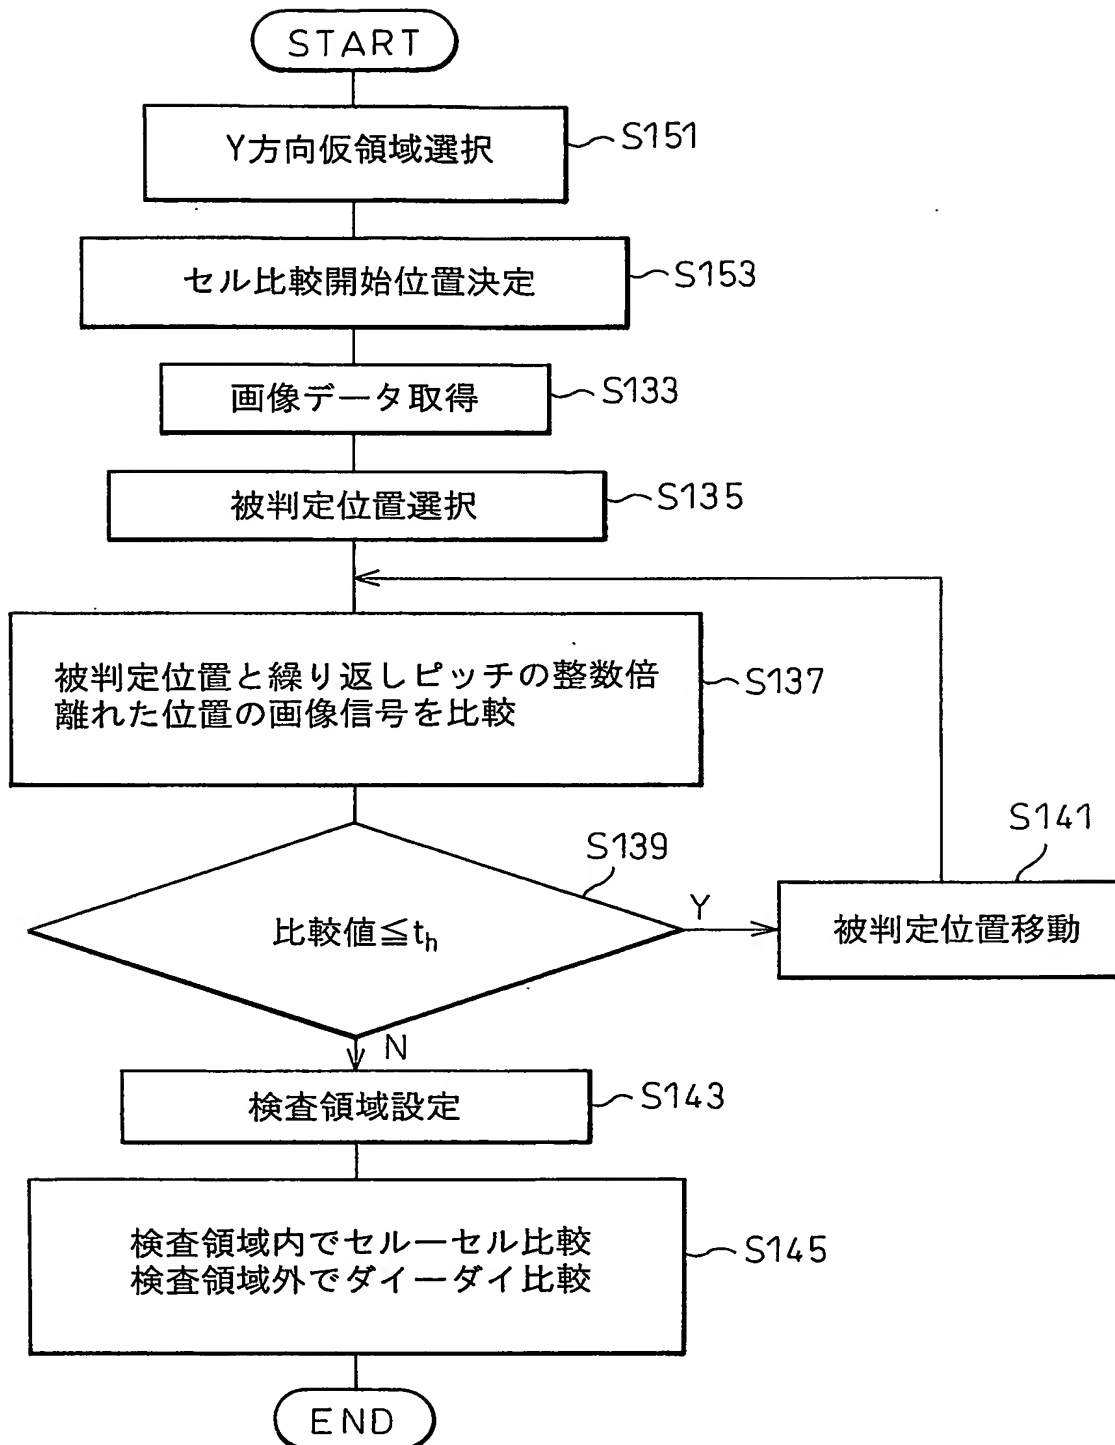 START
Y方向仮領域選択
S151
セル比較開始位置決定
S153
画像データ取得
S133
被判定位置選択
S135
被判定位置と繰り返しピッチの整数倍
離れた位置の画像信号を比較
S137
S139
比較値≦th
Y
S141
被判定位置移動
N
検査領域設定
S143
検査領域内でセルーセル比較
検査領域外でダイーダイ比較
S145
END